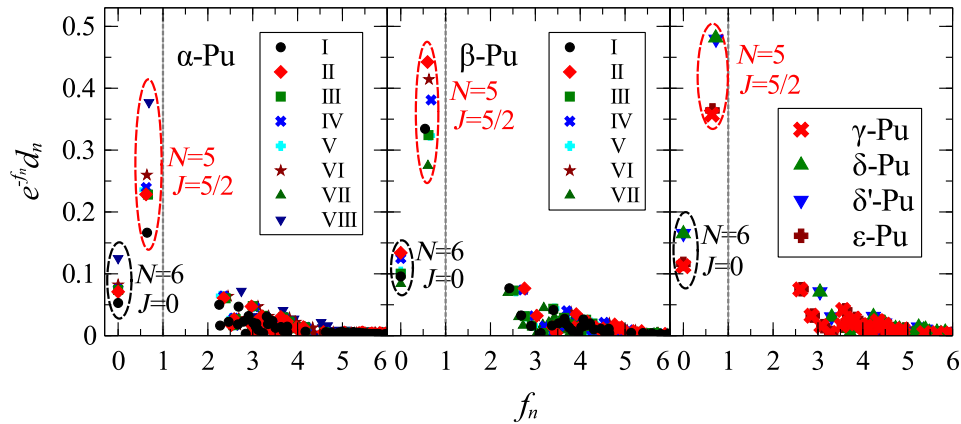 e^{-f_n} d_n
0.5
0.4
0.3
0.2
0.1
0
α-Pu
N=5
J=5/2
N=6
J=0
I
II
III
IV
V
VI
VII
VIII
0 1 2 3 4 5 6
β-Pu
N=5
J=5/2
N=6
J=0
I
II
III
IV
V
VI
VII
0 1 2 3 4 5 6
N=5
J=5/2
N=6
J=0
γ-Pu
δ-Pu
δ'-Pu
ε-Pu
0 1 2 3 4 5 6
f_n